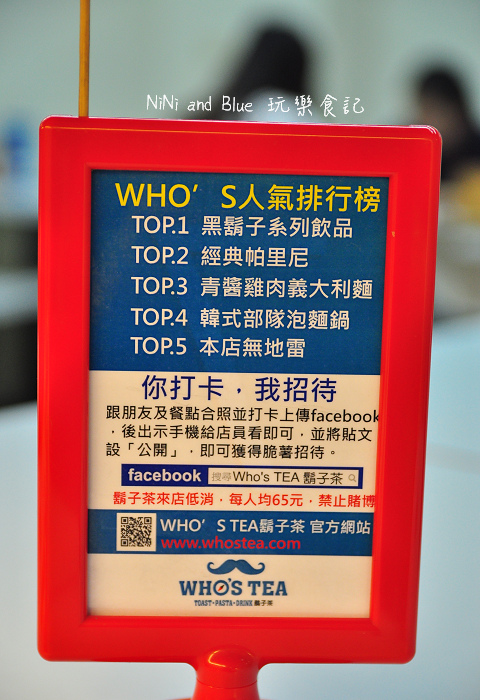 NiNi and Blue 玩樂食記
WHO'S人氣排行榜
TOP.1 黑鬍子系列飲品
TOP.2 經典帕里尼
TOP.3 青醬雞肉義大利麵
TOP.4 韓式部隊泡麵鍋
TOP.5 本店無地雷
你打卡，我招待
跟朋友及餐點合照並打卡上傳facebook
，後出示手機給店員看即可，並將貼文
設「公開」，即可獲得脆薯招待。
facebook 搜尋Who's TEA 鬍子茶
鬍子茶來店低消，每人均65元，禁止賭博
WHO'S TEA鬍子茶 官方網站
www.whostea.com
WHO'S TEA
TOAST·PASTA·DRINK 鬍子茶